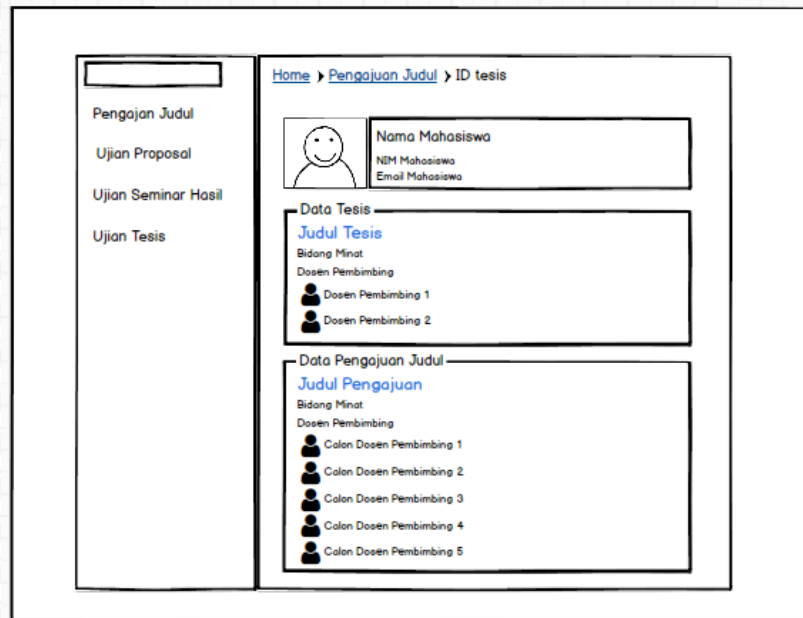 Home > Pengajuan Judul > ID tesis
Pengajan Judul
Ujian Proposal
Ujian Seminar Hasil
Ujian Tesis
Nama Mahasiswa
NIM Mahasiswa
Email Mahasiswa
Data Tesis
Judul Tesis
Bidang Minat
Dosen Pembimbing
Dosen Pembimbing 1
Dosen Pembimbing 2
Data Pengajuan Judul
Judul Pengajuan
Bidang Minat
Dosen Pembimbing
Calon Dosen Pembimbing 1
Calon Dosen Pembimbing 2
Calon Dosen Pembimbing 3
Calon Dosen Pembimbing 4
Calon Dosen Pembimbing 5